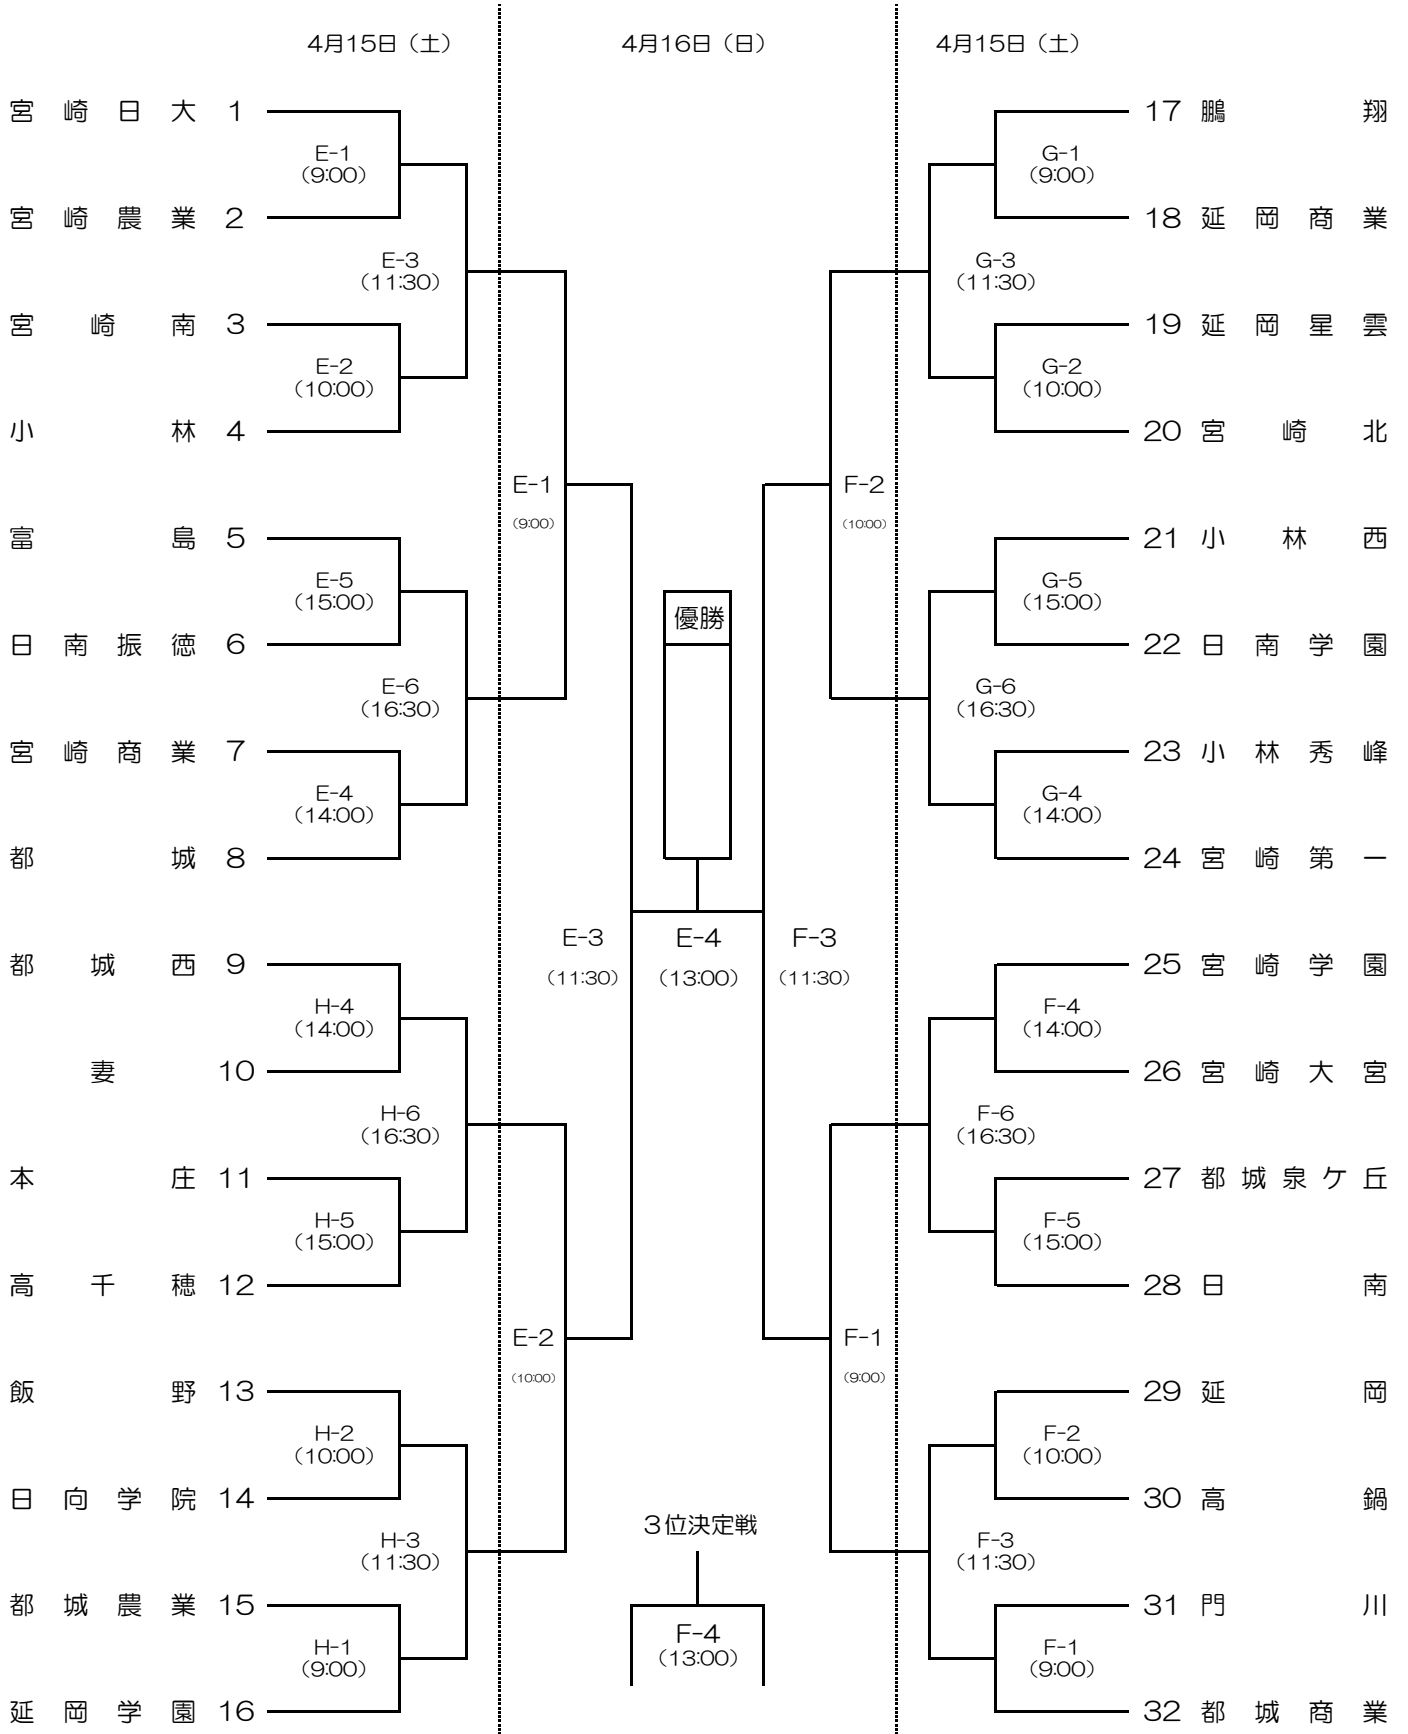 4月15日（土） 4月16日（日） 4月15日（土）
宮崎日大 1 17 鵬翔
E-1 G-1
（9:00） （9:00）
宮崎農業 2 18 延岡商業
E-3 G-3
（11:30） （11:30）
宮崎南 3 19 延岡星雲
E-2 G-2
（10:00） （10:00）
小林 4 20 宮崎北
E-1 F-2
（9:00） （10:00）
富島 5 21 小林西
E-5 G-5
（15:00） （15:00）
優勝
日南振徳 6 22 日南学園
E-6 G-6
（16:30） （16:30）
宮崎商業 7 23 小林秀峰
E-4 G-4
（14:00） （14:00）
都城 8 24 宮崎第一
E-3 E-4 F-3
（11:30） （13:00） （11:30）
都城西 9 25 宮崎学園
H-4 F-4
（14:00） （14:00）
妻 10 26 宮崎大宮
H-6 F-6
（16:30） （16:30）
本庄 11 27 都城泉ケ丘
H-5 F-5
（15:00） （15:00）
高千穂 12 28 日南
E-2 F-1
（10:00） （9:00）
飯野 13 29 延岡
H-2 F-2
（10:00） （10:00）
日向学院 14 30 高鍋
3位決定戦
H-3 F-3
（11:30） （11:30）
都城農業 15 31 門川
F-4
（13:00）
H-1 F-1
（9:00） （9:00）
延岡学園 16 32 都城商業